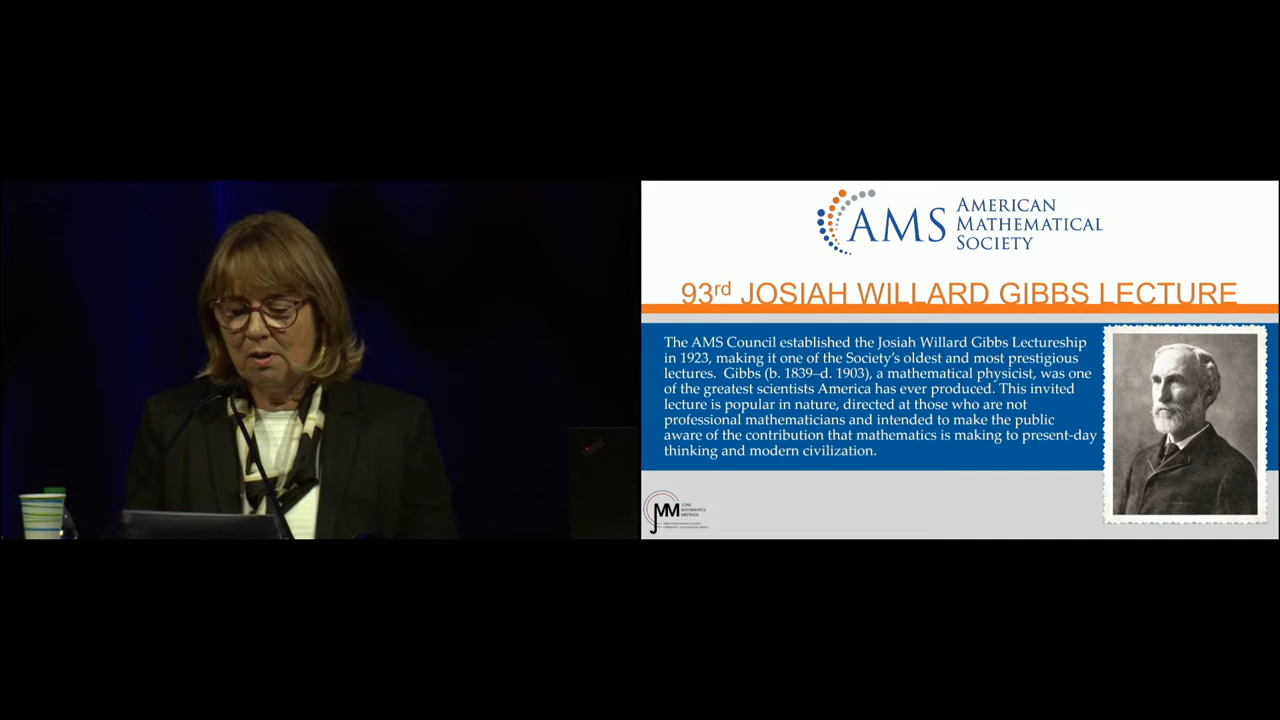 AMS
AMERICAN
MATHEMATICAL
SOCIETY
93rd JOSIAH WILLARD GIBBS LECTURE
The AMS Council established the Josiah Willard Gibbs Lectureship
in 1923, making it one of the Society's oldest and most prestigious
lectures. Gibbs (b. 1839–d. 1903), a mathematical physicist, was one
of the greatest scientists America has ever produced. This invited
lecture is popular in nature, directed at those who are not
professional mathematicians and intended to make the public
aware of the contribution that mathematics is making to present-day
thinking and modern civilization.
JMM
JOINT
MATHEMATICS
MEETINGS